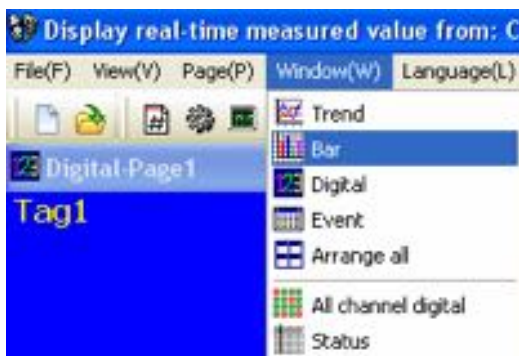 Display real-time measured value from: C
File(F) View(V) Page(P) Window(W) Language(L)
Trend
Bar
Digital-Page1
Digital
Tag1
Event
Arrange all
All channel digital
Status